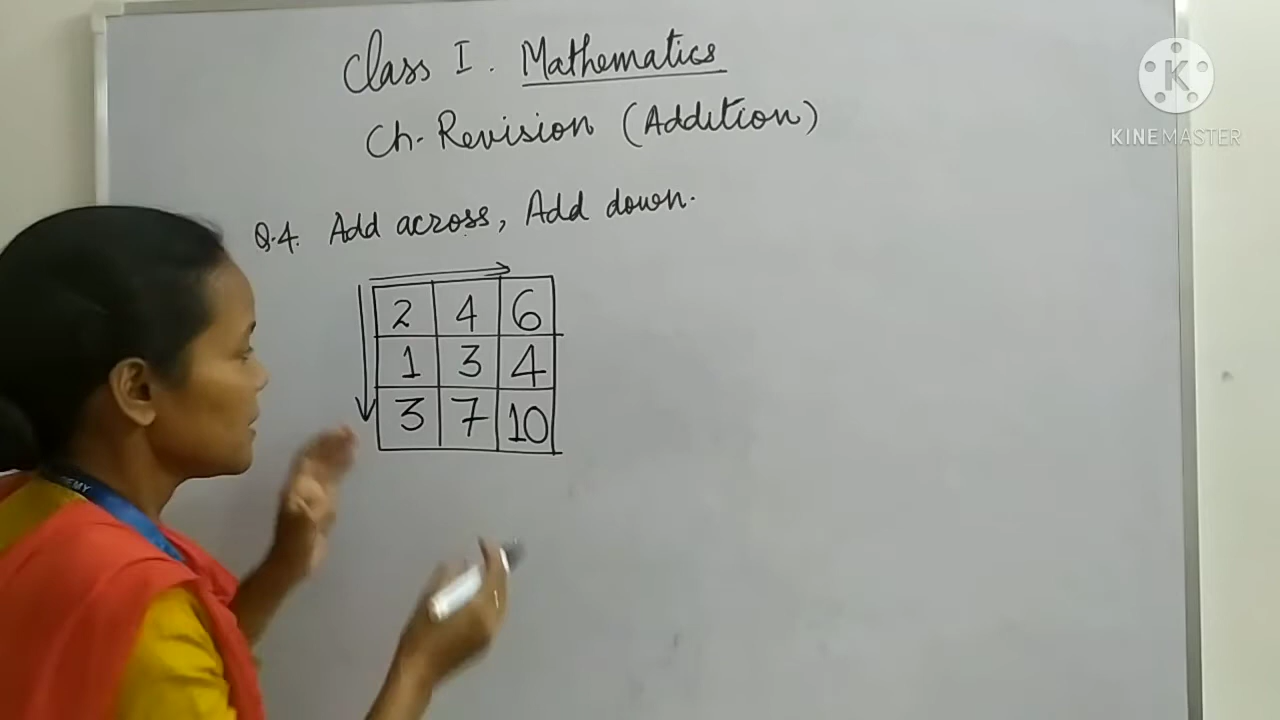 Class I. Mathematics
Ch. Revision (Addition)
Q.4. Add across, Add down.
2 4 6
1 3 4
3 7 10
K
KINEMASTER